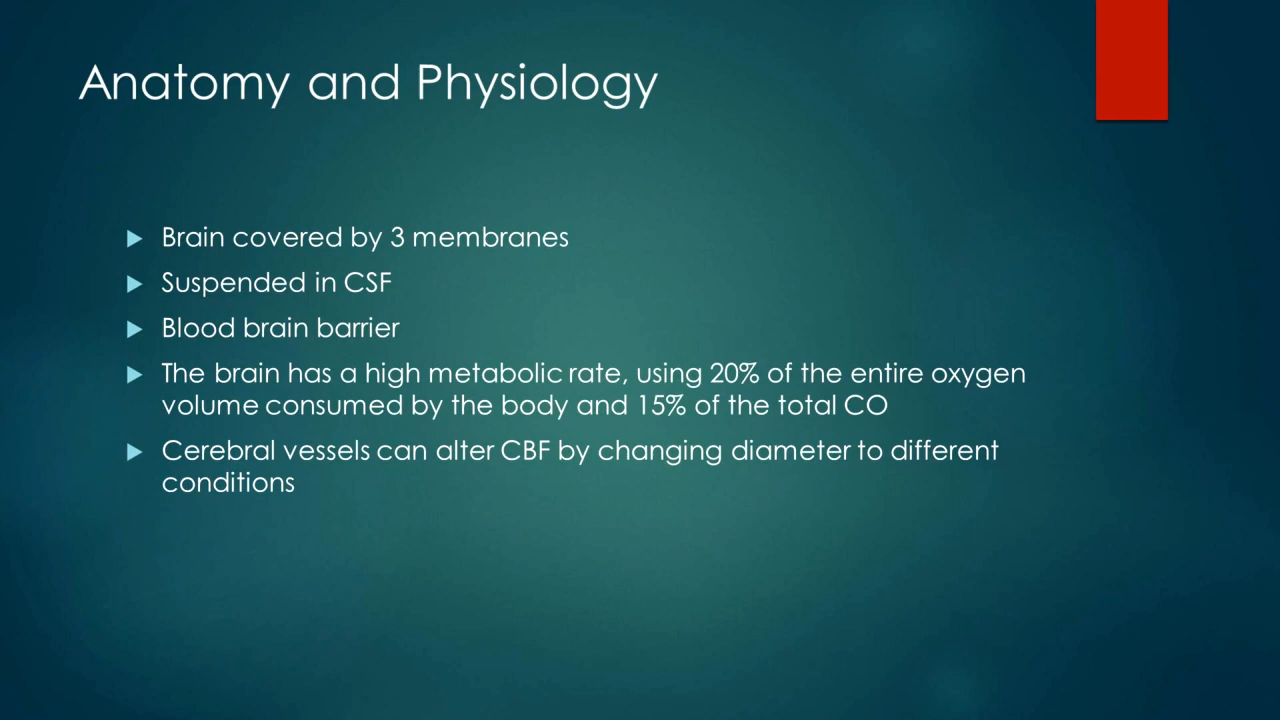 Anatomy and Physiology
Brain covered by 3 membranes
Suspended in CSF
Blood brain barrier
The brain has a high metabolic rate, using 20% of the entire oxygen
volume consumed by the body and 15% of the total CO
Cerebral vessels can alter CBF by changing diameter to different
conditions